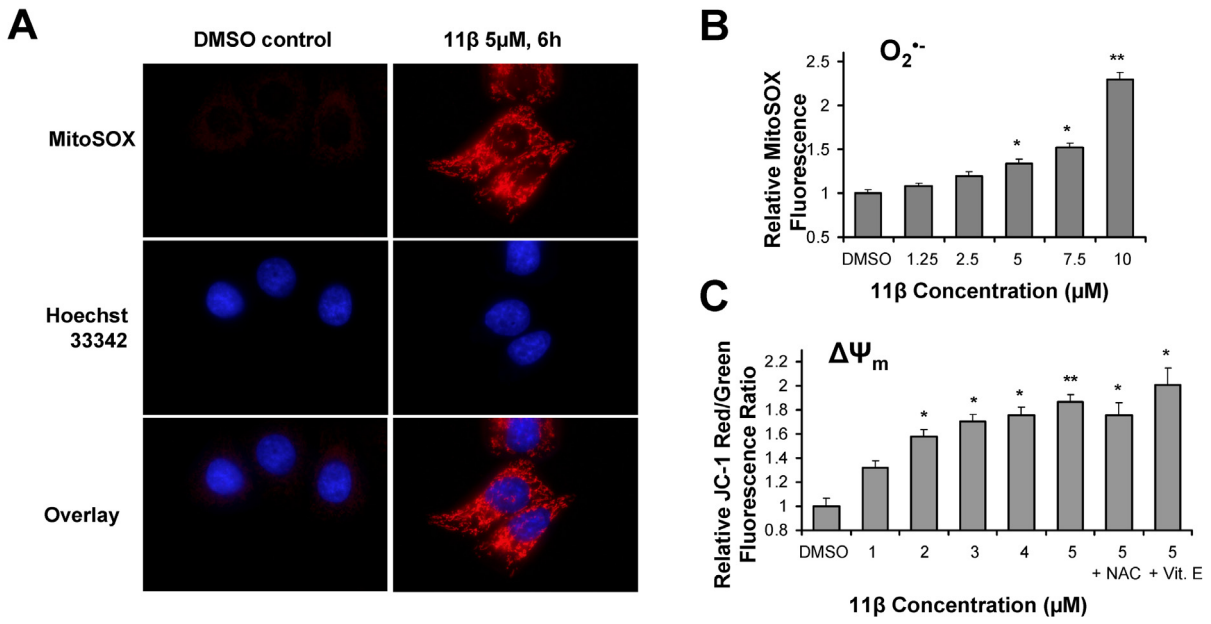 A
DMSO control
11β 5μM, 6h
MitoSOX
Hoechst
33342
Overlay
B
O2•-
Relative MitoSOX
Fluorescence
2.5
2
1.5
1
0.5
*
*
**
DMSO
1.25
2.5
5
7.5
10
11β Concentration (μM)
C
ΔΨm
Relative JC-1 Red/Green
Fluorescence Ratio
2.2
2
1.8
1.6
1.4
1.2
1
0.8
*
*
*
**
*
*
DMSO
1
2
3
4
5
5
+ NAC
5
+ Vit. E
11β Concentration (μM)